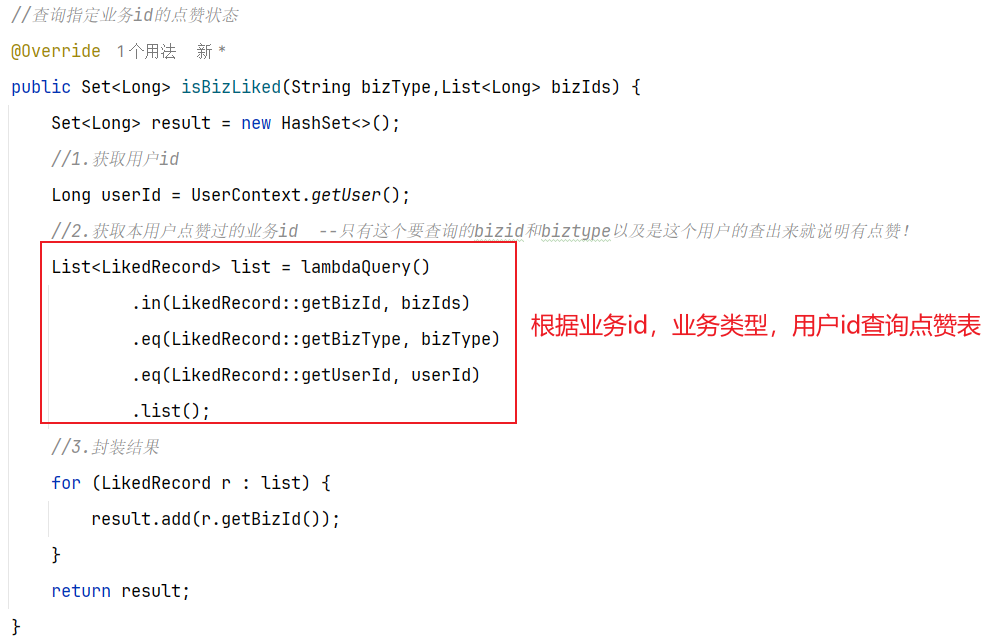 //查询指定业务id的点赞状态
@Override 1个用法 新 *
public Set<Long> isBizLiked(String bizType,List<Long> bizIds) {
Set<Long> result = new HashSet<>();
//1.获取用户id
Long userId = UserContext.getUser();
//2.获取本用户点赞过的业务id --只有这个要查询的bizid和biztype以及是这个用户的查出来就说明有点赞！
List<LikedRecord> list = lambdaQuery()
.in(LikedRecord::getBizId, bizIds)
根据业务id，业务类型，用户id查询点赞表
.eq(LikedRecord::getBizType, bizType)
.eq(LikedRecord::getUserId, userId)
.list();
//3.封装结果
for (LikedRecord r : list) {
result.add(r.getBizId());
}
return result;
}